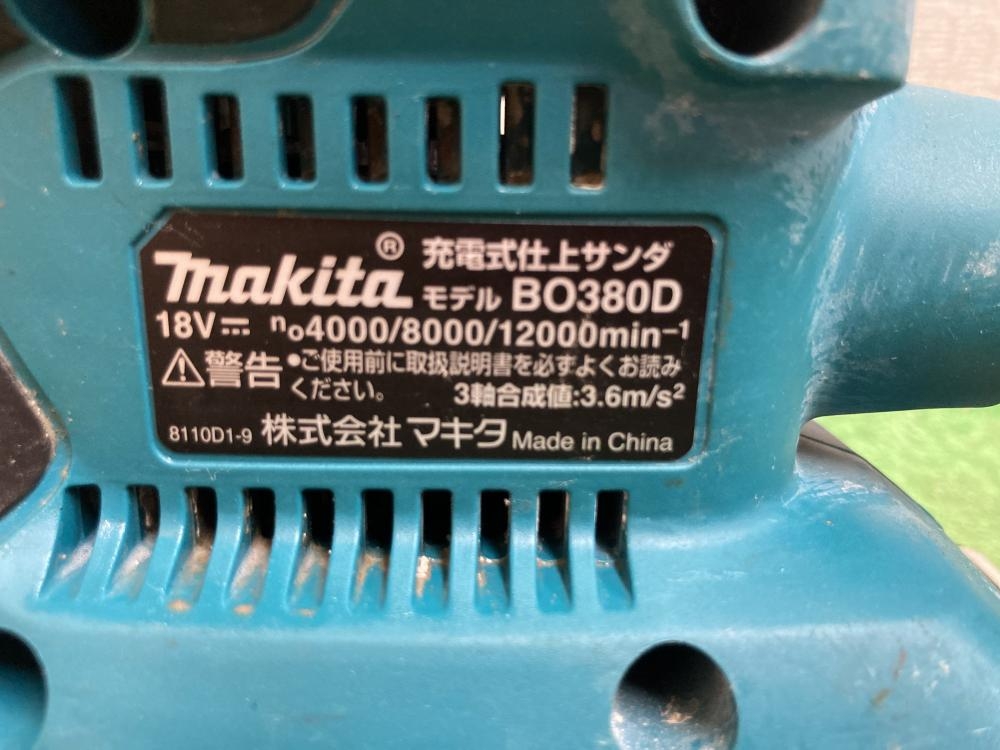 makita® 充電式仕上サンダ
モデル BO380D
18V⎓ n₀4000/8000/12000min⁻¹
⚠警告 •ご使用前に取扱説明書を必ずよくお読み
ください。 3軸合成値:3.6m/s²
8110D1-9 株式会社 マキタ Made in China